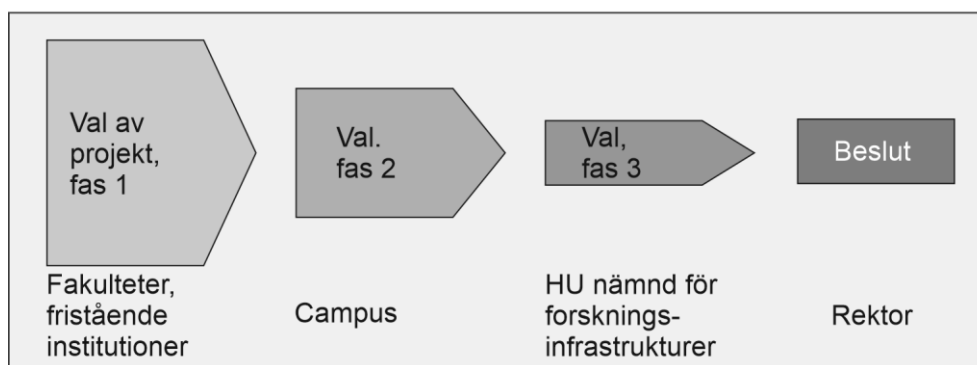 Val av
projekt,
fas 1
Val.
fas 2
Val,
fas 3
Beslut
Fakulteter,
fristående
institutioner
Campus
HU nämnd för
forsknings-
infrastrukturer
Rektor